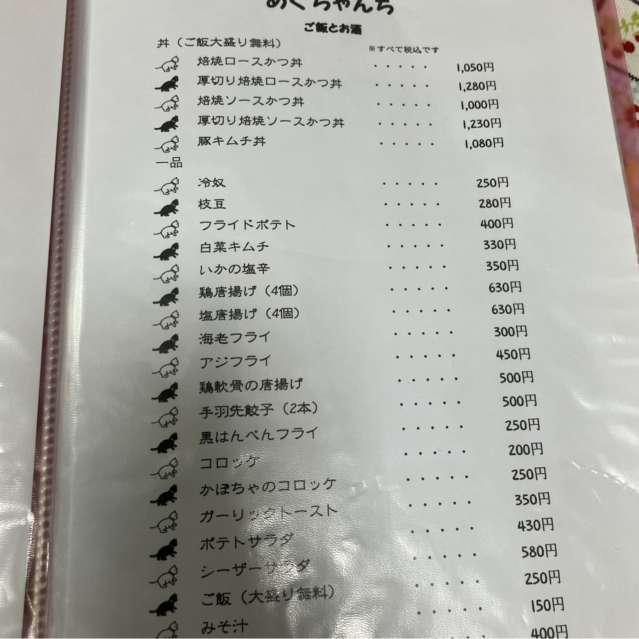 めぐちゃんち
ご飯とお酒
丼（ご飯大盛り無料） ※すべて税込です
焙焼ロースかつ丼 ・・・・・ 1,050円
厚切り焙焼ロースかつ丼 ・・・・・ 1,280円
焙焼ソースかつ丼 ・・・・・ 1,000円
厚切り焙焼ソースかつ丼 ・・・・・ 1,230円
豚キムチ丼 ・・・・・ 1,080円
一品
冷奴 ・・・・・ 250円
枝豆 ・・・・・ 280円
フライドポテト ・・・・・ 400円
白菜キムチ ・・・・・ 330円
いかの塩辛 ・・・・・ 350円
鶏唐揚げ（4個） ・・・・・ 630円
塩唐揚げ（4個） ・・・・・ 630円
海老フライ ・・・・・ 300円
アジフライ ・・・・・ 450円
鶏軟骨の唐揚げ ・・・・・ 500円
手羽先餃子（2本） ・・・・・ 500円
黒はんぺんフライ ・・・・・ 250円
コロッケ ・・・・・ 200円
かぼちゃのコロッケ ・・・・・ 250円
ガーリックトースト ・・・・・ 350円
ポテトサラダ ・・・・・ 430円
シーザーサラダ ・・・・・ 580円
ご飯（大盛り無料） ・・・・・ 250円
みそ汁 ・・・・・ 150円
400円